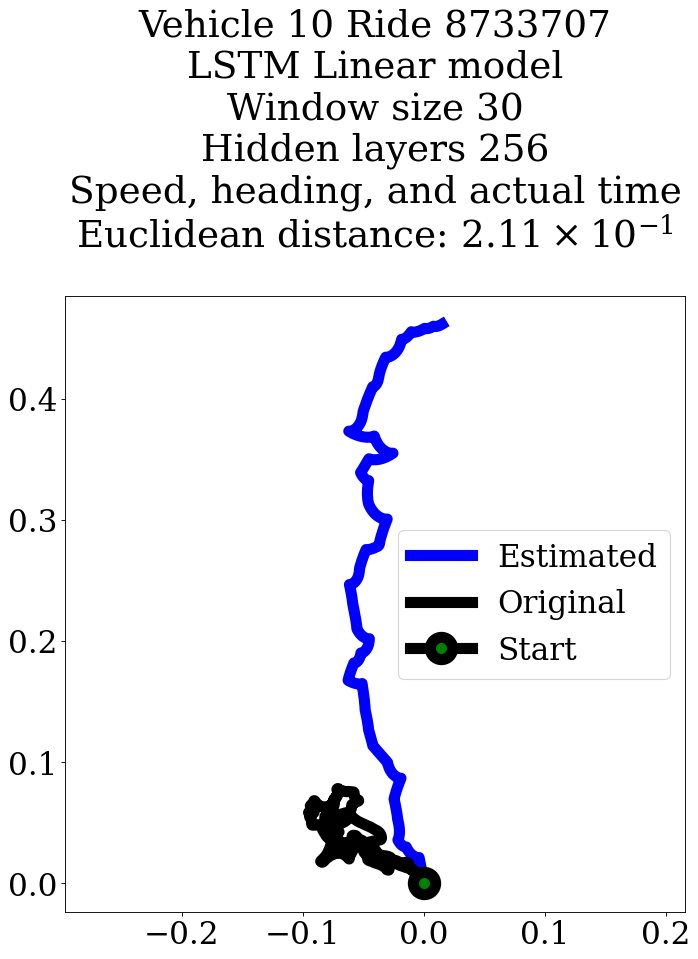 Vehicle 10 Ride 8733707
LSTM Linear model
Window size 30
Hidden layers 256
Speed, heading, and actual time
Euclidean distance: 2.11 × 10⁻¹
0.4
0.3
Estimated
Original
0.2
Start
0.1
0.0
−0.2 −0.1 0.0 0.1 0.2